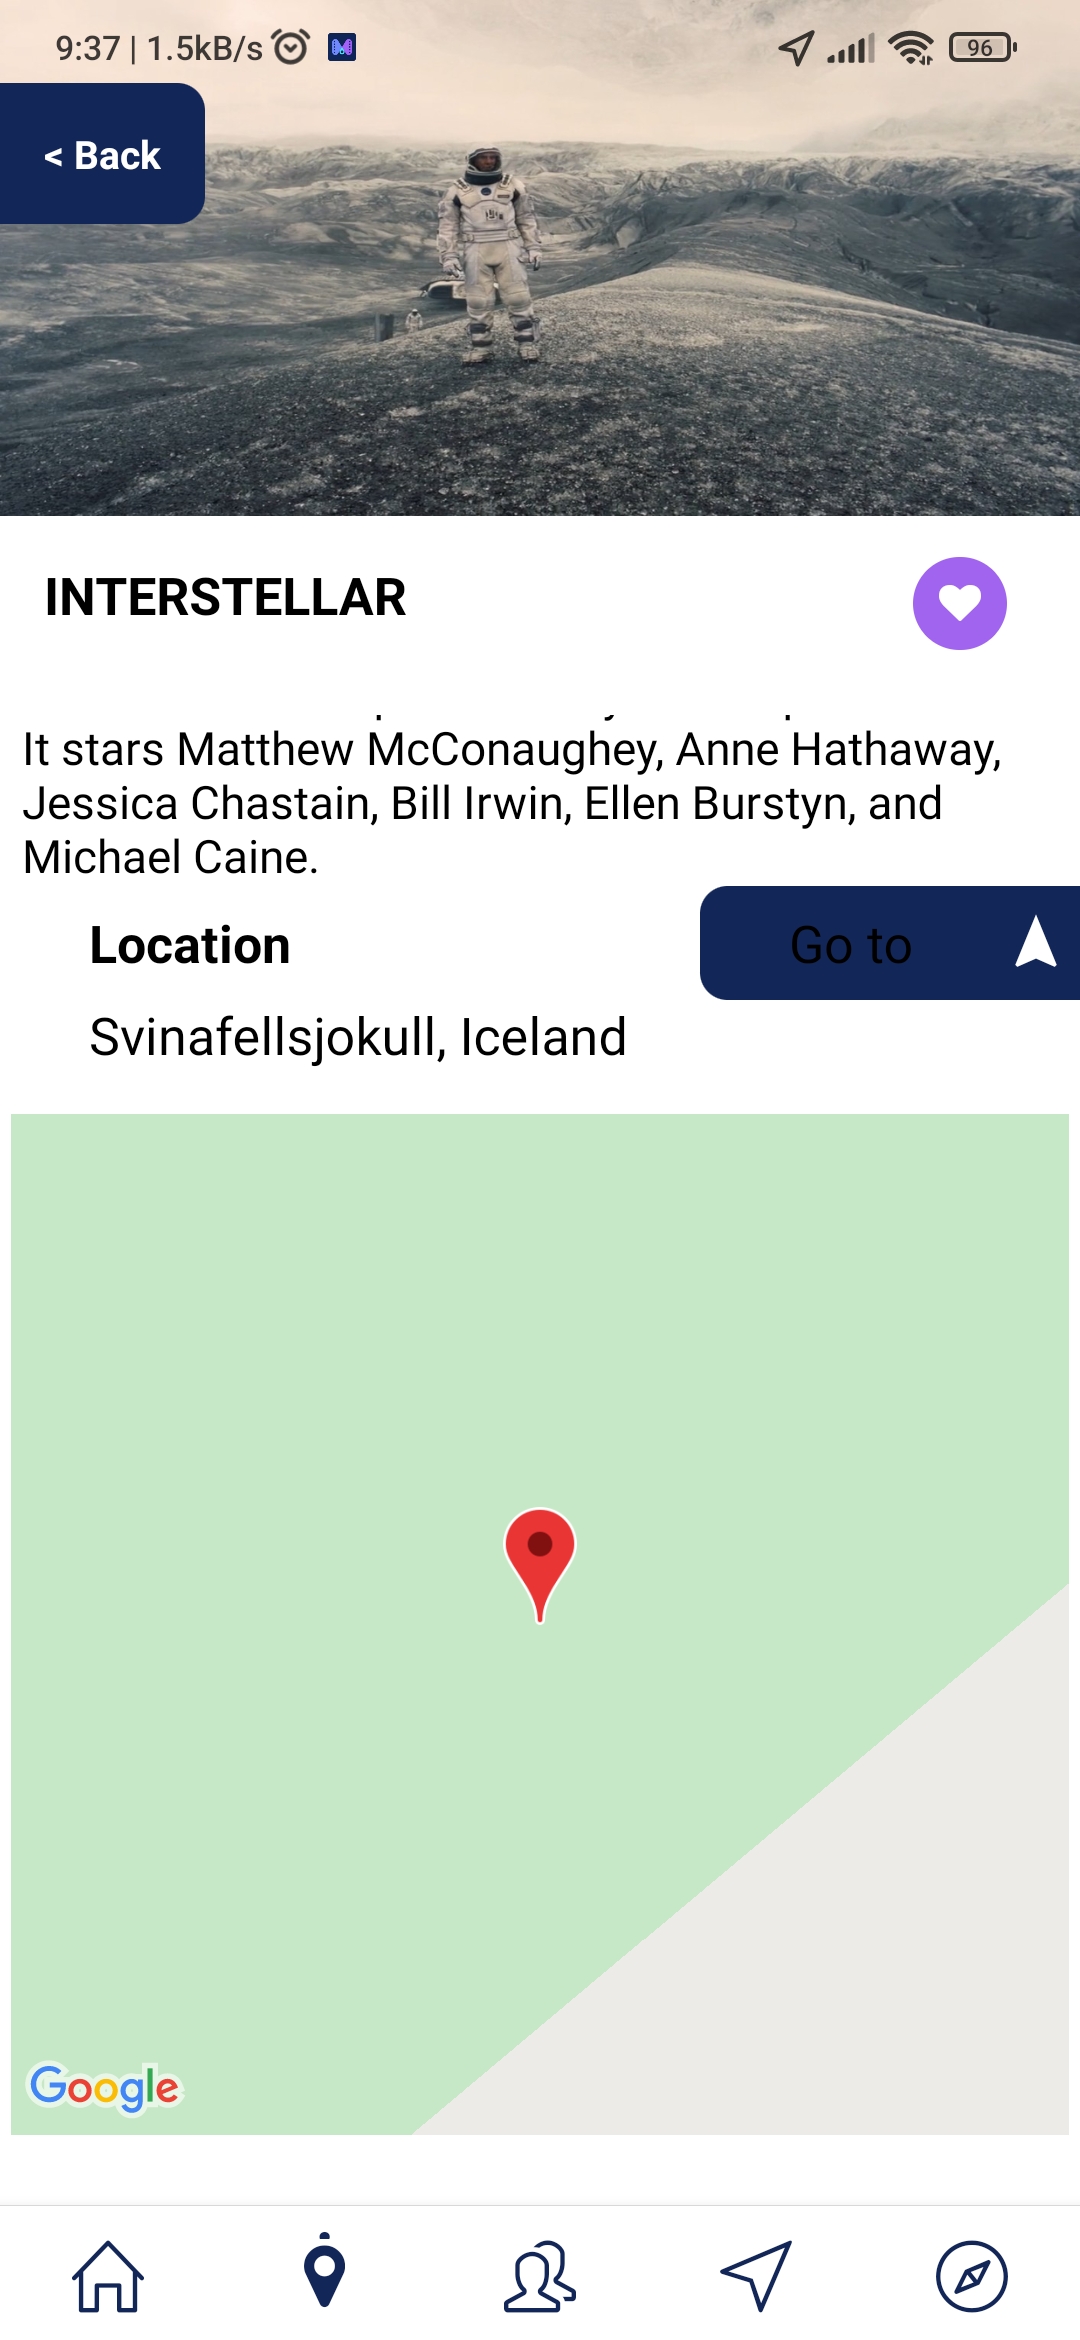 9:37 | 1.5kB/s
96
< Back
INTERSTELLAR
It stars Matthew McConaughey, Anne Hathaway,
Jessica Chastain, Bill Irwin, Ellen Burstyn, and
Michael Caine.
Location
Go to
Svinafellsjokull, Iceland
Google